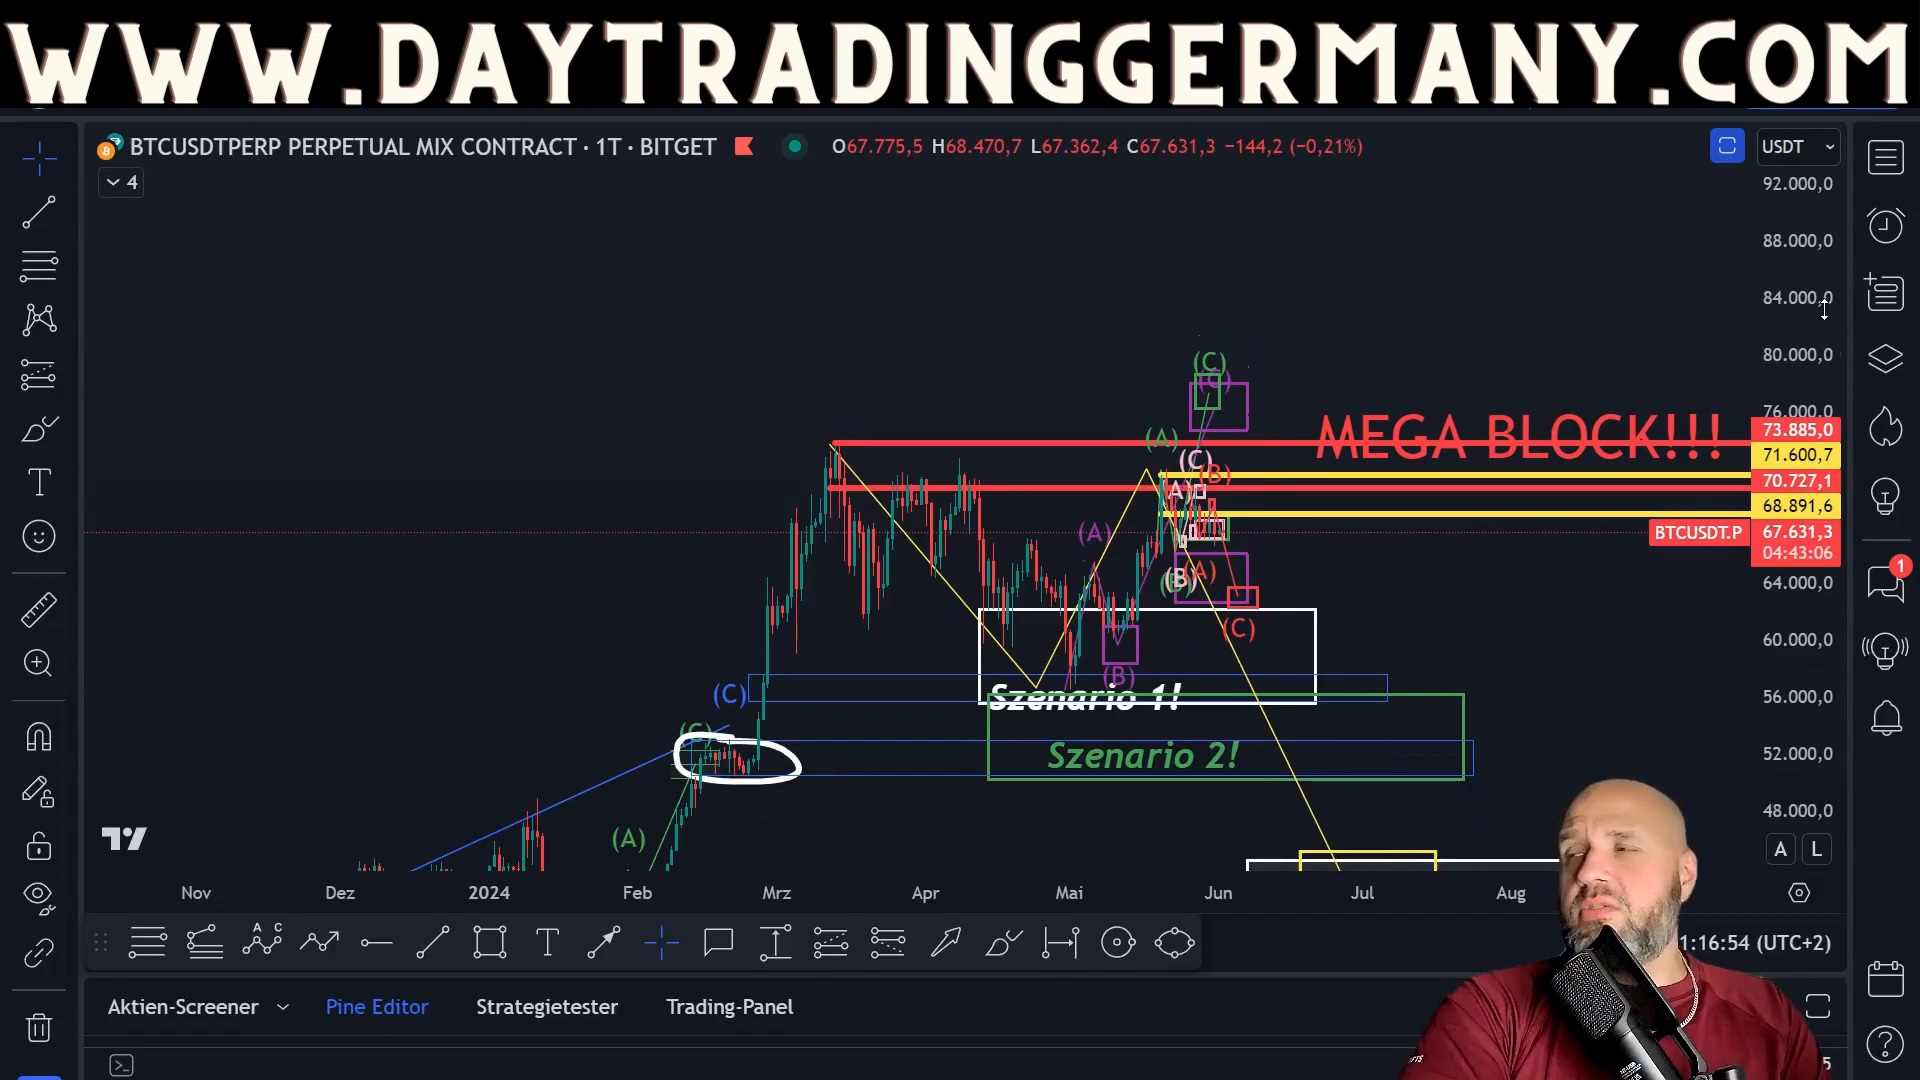 WWW.DAYTRADINGGERMANY.COM
BTCUSDTPERP PERPETUAL MIX CONTRACT · 1T · BITGET
O67.775,5 H68.470,7 L67.362,4 C67.631,3 −144,2 (−0,21%)
USDT
4
92.000,0
88.000,0
84.000,0
80.000,0
76.000,0
MEGA BLOCK!!!
73.885,0
71.600,7
70.727,1
68.891,6
BTCUSDT.P
67.631,3
04:43:06
64.000,0
60.000,0
56.000,0
52.000,0
48.000,0
(C)
(A)
(C)
(B)
(A)
(A)
(B)
(A)
(C)
(B)
(C)
(C)
(A)
Szenario 1!
Szenario 2!
1
A L
Nov Dez 2024 Feb Mrz Apr Mai Jun Jul Aug
A C
B
1:16:54 (UTC+2)
Aktien-Screener Pine Editor Strategietester Trading-Panel